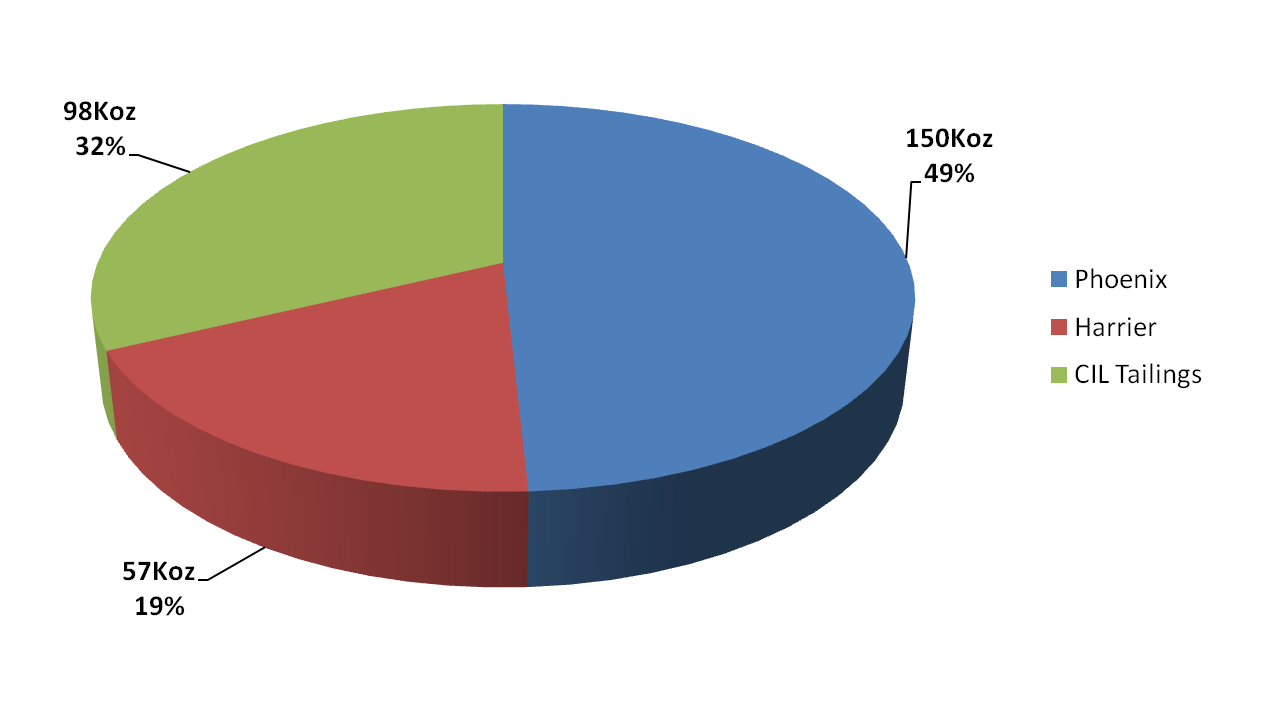 98Koz
32%
150Koz
49%
Phoenix
Harrier
CIL Tailings
57Koz
19%